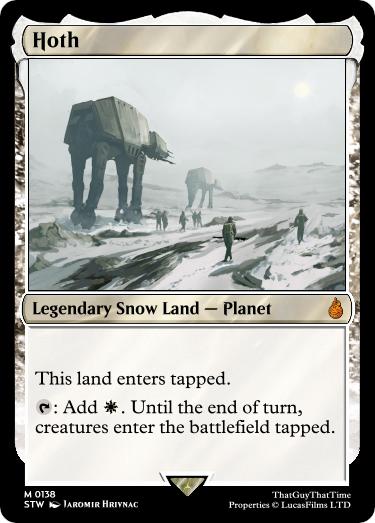 Hoth
Legendary Snow Land — Planet
This land enters tapped.
: Add . Until the end of turn,
creatures enter the battlefield tapped.
M 0138
STW Jaromir Hrivnac
ThatGuyThatTime
Properties © LucasFilms LTD